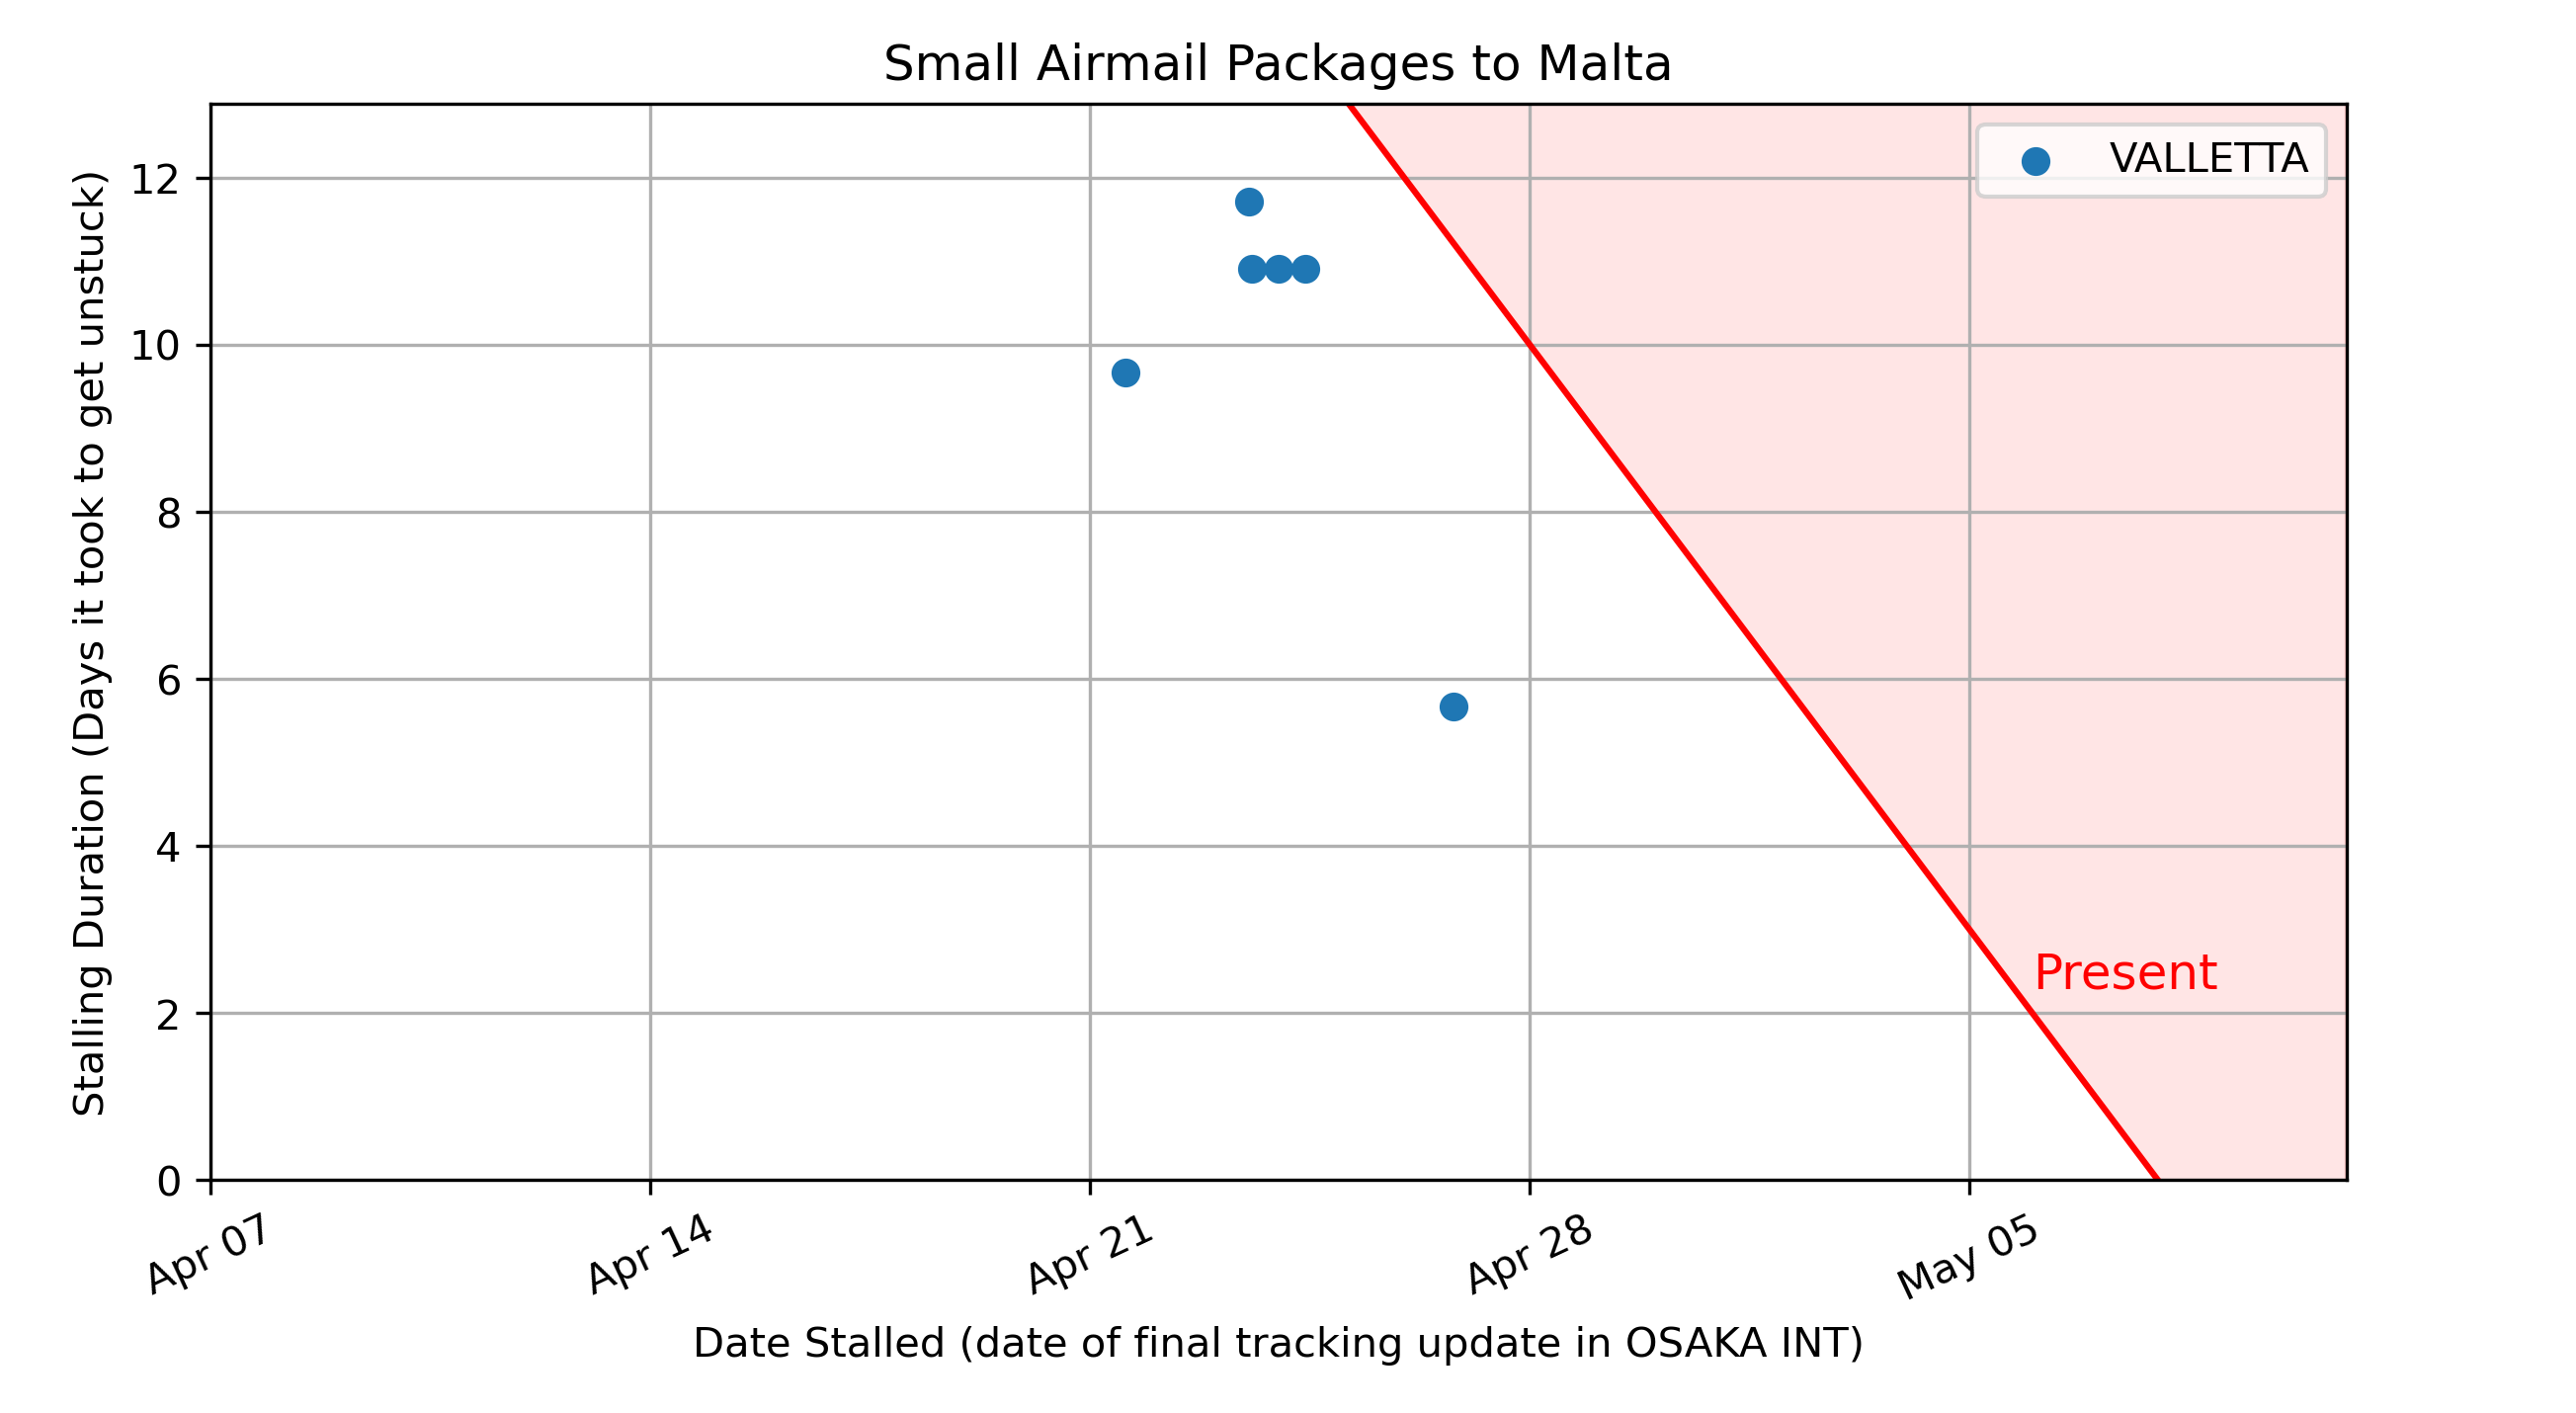 Small Airmail Packages to Malta
VALLETTA
Stalling Duration (Days it took to get unstuck)
12
10
8
6
4
2
0
Present
Apr 07
Apr 14
Apr 21
Apr 28
May 05
Date Stalled (date of final tracking update in OSAKA INT)